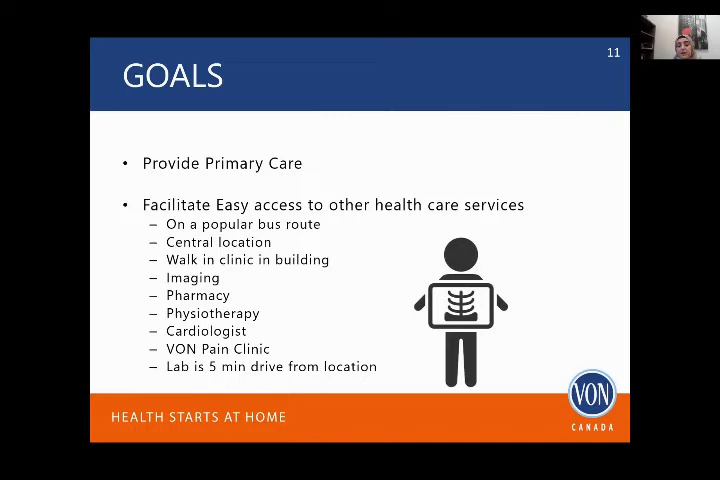 11
GOALS
• Provide Primary Care
• Facilitate Easy access to other health care services
– On a popular bus route
– Central location
– Walk in clinic in building
– Imaging
– Pharmacy
– Physiotherapy
– Cardiologist
– VON Pain Clinic
– Lab is 5 min drive from location
HEALTH STARTS AT HOME
VON
CANADA